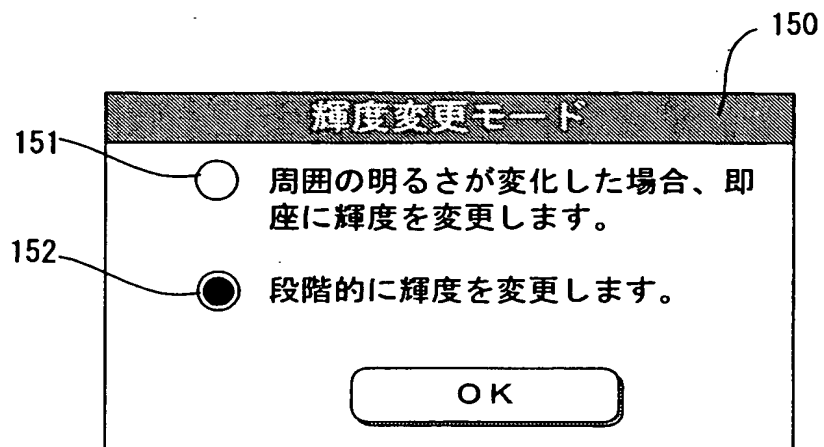 150
輝度変更モード
151
周囲の明るさが変化した場合、即
座に輝度を変更します。
152
段階的に輝度を変更します。
OK